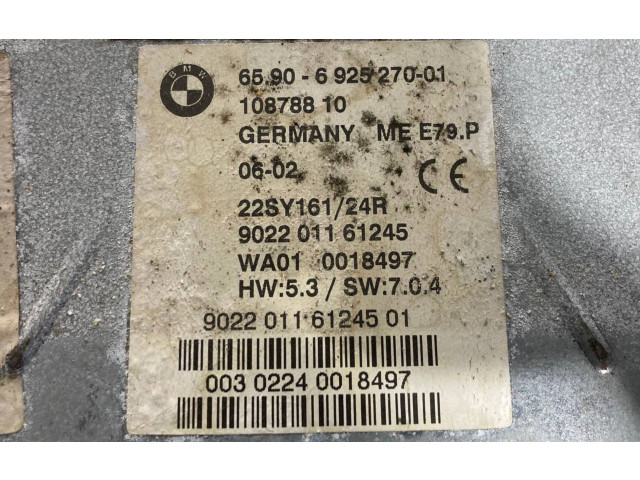 BMW
65.90 - 6 925 270-01
108788 10
GERMANY ME E79.P
06-02 CE
22SY161/24R
9022 011 61245
WA01 0018497
HW:5.3 / SW:7.0.4
9022 011 61245 01
003 0224 0018497